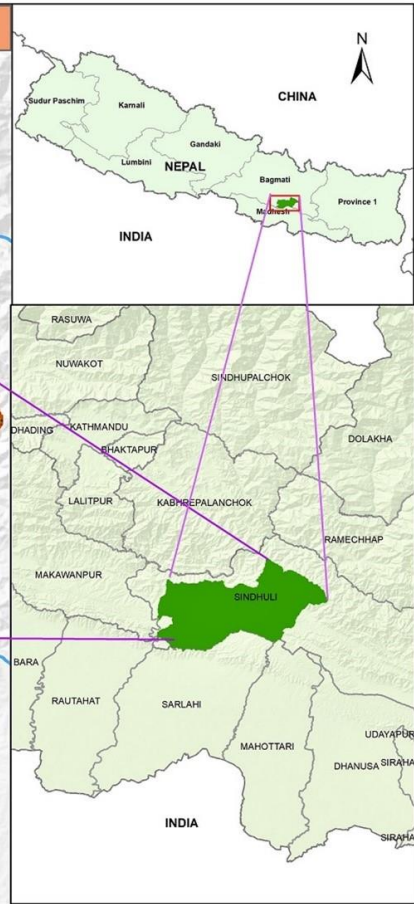 N
CHINA
Sudur Paschim
Karnali
Gandaki
Lumbini
NEPAL
Bagmati
Madhesh
Province 1
INDIA
RASUWA
NUWAKOT
SINDHUPALCHOK
DHADING
KATHMANDU
BHAKTAPUR
DOLAKHA
LALITPUR
KABHREPALANCHOK
RAMECHHAP
MAKAWANPUR
SINDHULI
BARA
RAUTAHAT
SARLAHI
MAHOTTARI
UDAYAPUR
DHANUSA
SIRAHA
INDIA
SIRAHA